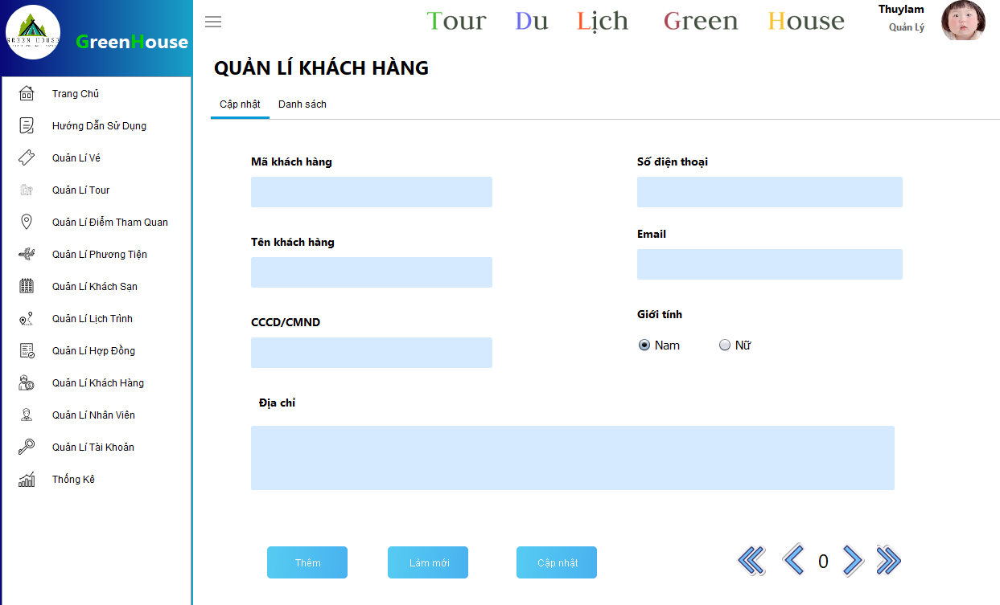 GREEN HOUSE
GreenHouse
Tour Du Lịch Green House
Thuylam
Quản Lý
Trang Chủ
Hướng Dẫn Sử Dụng
Quản Lí Vé
Quản Lí Tour
Quản Lí Điểm Tham Quan
Quản Lí Phương Tiện
Quản Lí Khách Sạn
Quản Lí Lịch Trình
Quản Lí Hợp Đồng
Quản Lí Khách Hàng
Quản Lí Nhân Viên
Quản Lí Tài Khoản
Thống Kê
QUẢN LÍ KHÁCH HÀNG
Cập nhật Danh sách
Mã khách hàng
Số điện thoại
Tên khách hàng
Email
CCCD/CMND
Giới tính
Nam Nữ
Địa chỉ
Thêm Làm mới Cập nhật 0